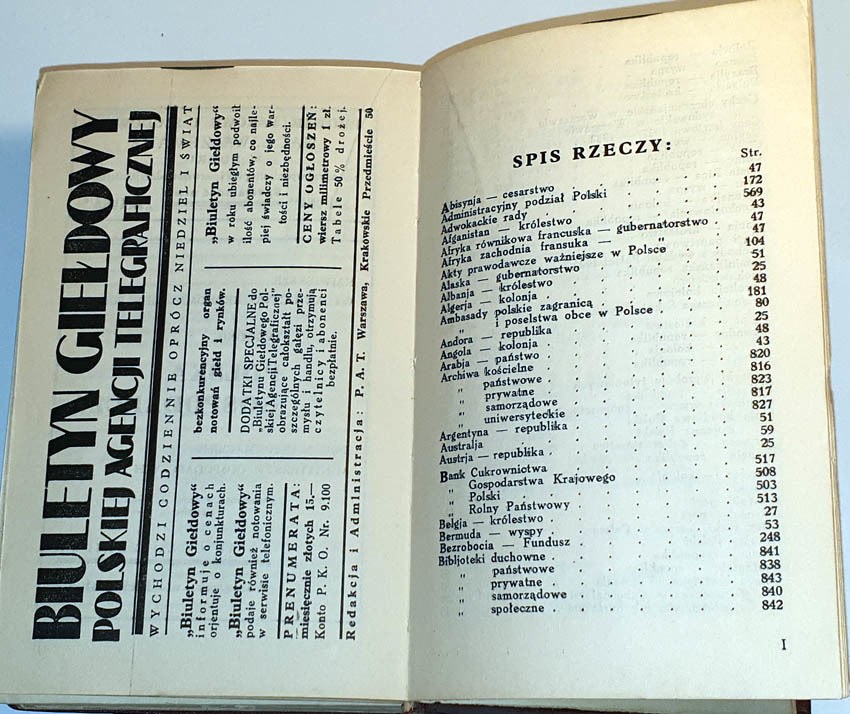 BIULETYN GIEŁDOWY
POLSKIEJ AGENCJI TELEGRAFICZNEJ
WYCHODZI CODZIENNIE OPRÓCZ NIEDZIEL I ŚWIĄT
„Biuletyn Giełdowy”
informuje o cenach
orjentuje o konjunkturach.
„Biuletyn Giełdowy”
podaje również notowania
w serwisie telefonicznym.
PRENUMERATA:
miesięcznie złotych 15,—
Konto P. K. O. Nr. 9.100
bezkonkurencyjny organ
notowań giełd i rynków.
DODATKI SPECJALNE do
„Biuletynu Giełdowego Pol-
skiej Agencji Telegraficznej”
obrazujące całokształt po-
szczególnych gałęzi prze-
mysłu i handlu, otrzymują
czytelnicy i abonenci
bezpłatnie.
„Biuletyn Giełdowy”
w roku ubiegłym podwoił
ilość abonentów, co najle-
piej świadczy o jego war-
tości i niezbędności.
CENY OGŁOSZEŃ:
wiersz milimetrowy 1 zł.
Tabele 50% drożej.
Redakcja i Administracja: P. A. T. Warszawa, Krakowskie Przedmieście 50
SPIS RZECZY:
Str.
Abisynja — cesarstwo 47
Administracyjny podział Polski 172
Adwokackie rady 569
Afganistan — królestwo 43
Afryka równikowa francuska — gubernatorstwo 47
Afryka zachodnia fransuka — „ 47
Akty prawodawcze ważniejsze w Polsce 104
Alaska — gubernatorstwo 51
Albania — królestwo 25
Algerja — kolonja 48
Ambasady polskie zagranicą 181
„ i poselstwa obce w Polsce 80
Andora — republika 25
Angola — kolonja 48
Arabja — państwo 43
Archiwa kościelne 820
„ państwowe 816
„ prywatne 823
„ samorządowe 817
„ uniwersyteckie 827
Argentyna — republika 51
Australja 59
Austrja — republika 25
Bank Cukrownictwa 517
„ Gospodarstwa Krajowego 508
„ Polski 503
„ Rolny Państwowy 513
Belgja — królestwo 27
Bermuda — wyspy 53
Bezrobocia — Fundusz 248
Bibljoteki duchowne 841
„ państwowe 838
„ prywatne 843
„ samorządowe 840
„ społeczne 842
I